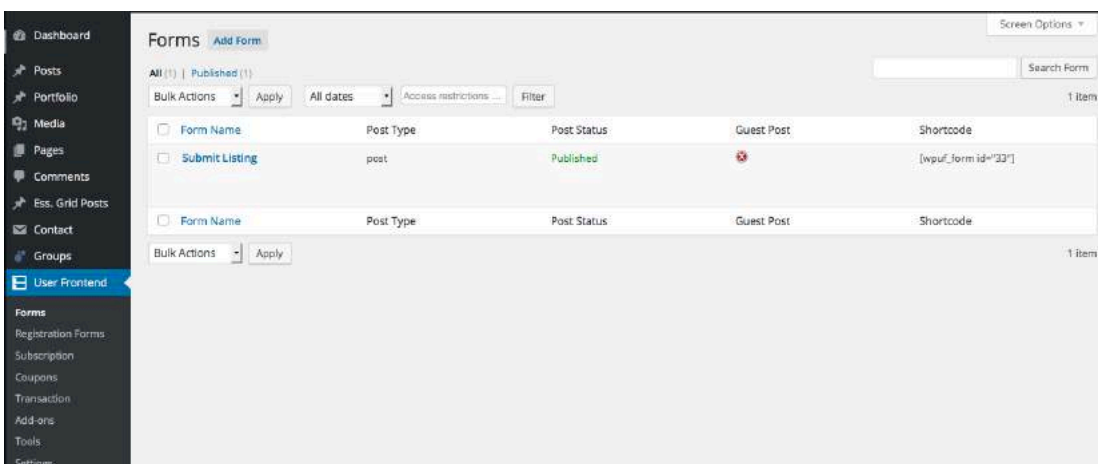 Dashboard
Posts
Portfolio
Media
Pages
Comments
Ess. Grid Posts
Contact
Groups
User Frontend
Forms
Registration Forms
Subscription
Coupons
Transaction
Add-ons
Tools
Settings
Screen Options
Forms Add Form
All (1) | Published (1)
Search Form
Bulk Actions Apply All dates Access restrictions ... Filter 1 item
Form Name Post Type Post Status Guest Post Shortcode
Submit Listing post Published [wpuf_form id="33"]
Form Name Post Type Post Status Guest Post Shortcode
Bulk Actions Apply 1 item